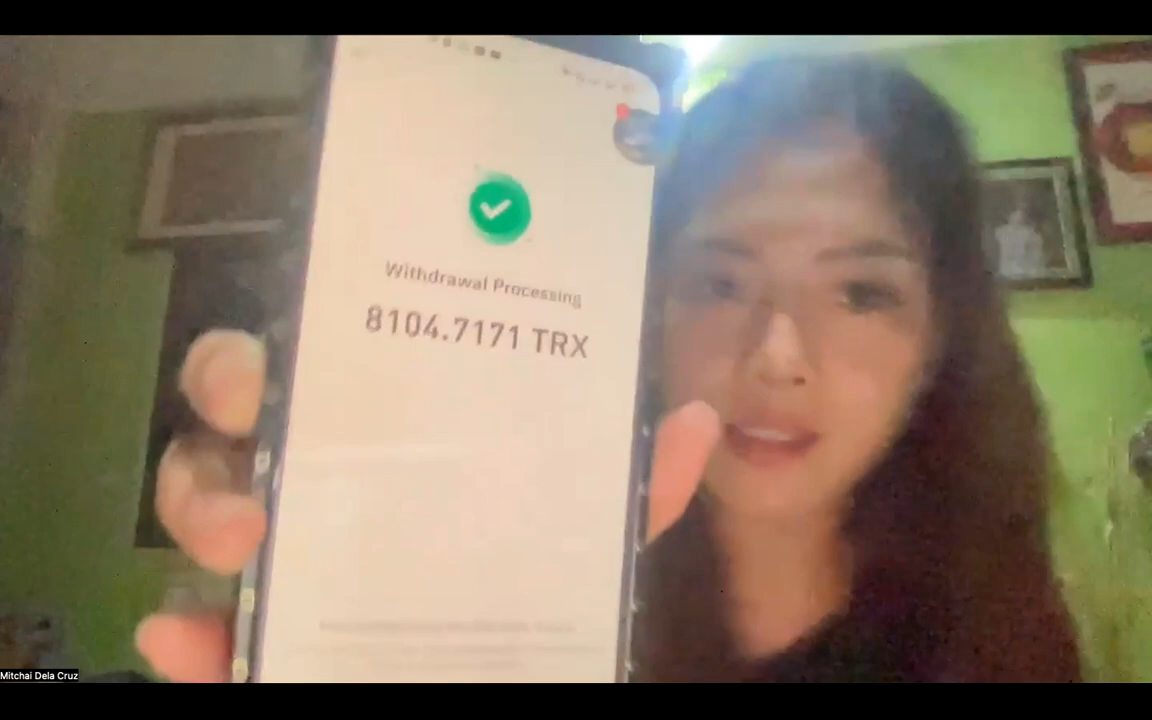 Withdrawal Processing
8104.7171 TRX
Mitchai Dela Cruz